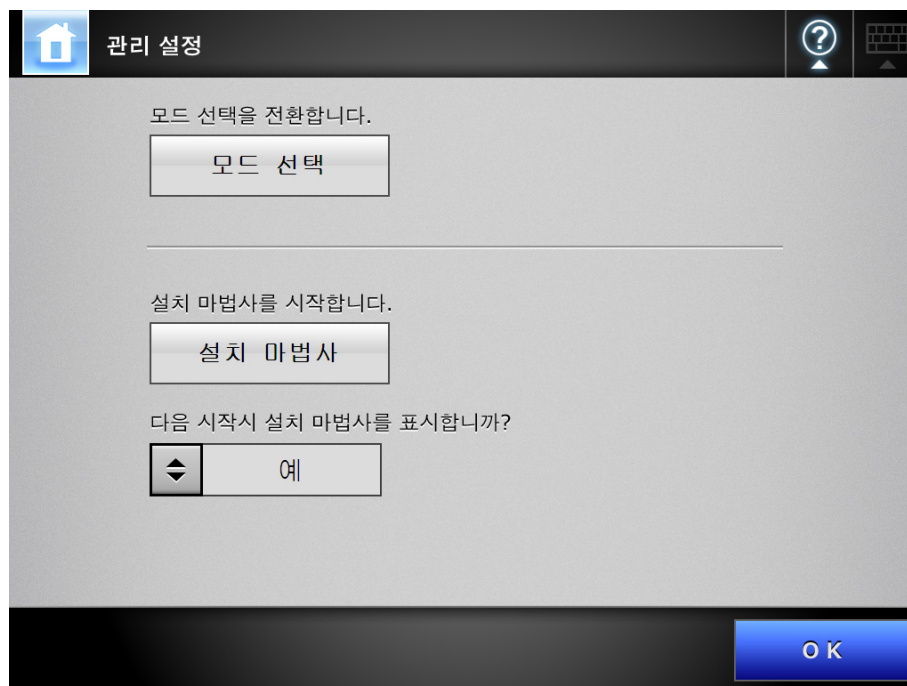 관리 설정
?
모드 선택을 전환합니다.
모드 선택
설치 마법사를 시작합니다.
설치 마법사
다음 시작시 설치 마법사를 표시합니까?
예
OK